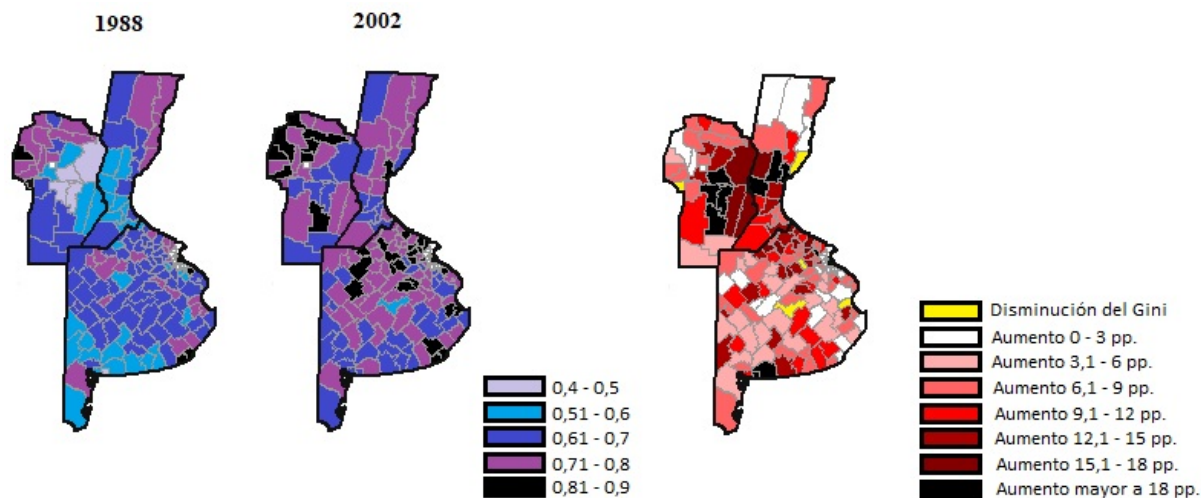 1988
2002
0,4 - 0,5
0,51 - 0,6
0,61 - 0,7
0,71 - 0,8
0,81 - 0,9
Disminución del Gini
Aumento 0 - 3 pp.
Aumento 3,1 - 6 pp.
Aumento 6,1 - 9 pp.
Aumento 9,1 - 12 pp.
Aumento 12,1 - 15 pp.
Aumento 15,1 - 18 pp.
Aumento mayor a 18 pp.